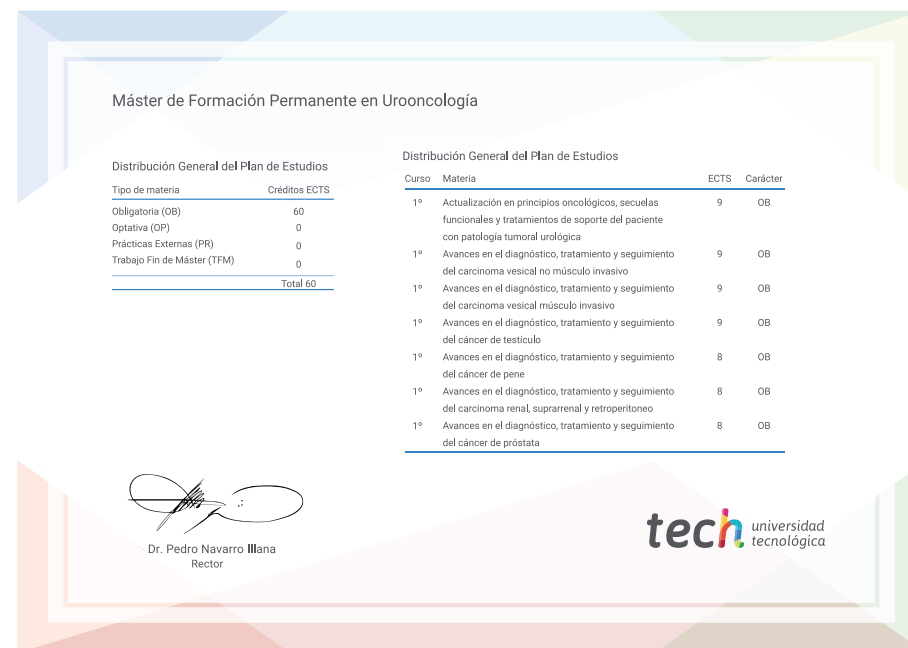 Máster de Formación Permanente en Urooncología
Distribución General del Plan de Estudios
Tipo de materia Créditos ECTS
Obligatoria (OB) 60
Optativa (OP) 0
Prácticas Externas (PR) 0
Trabajo Fin de Máster (TFM) 0
Total 60
Distribución General del Plan de Estudios
Curso Materia ECTS Carácter
1º Actualización en principios oncológicos, secuelas 9 OB
funcionales y tratamientos de soporte del paciente
con patología tumoral urológica
1º Avances en el diagnóstico, tratamiento y seguimiento 9 OB
del carcinoma vesical no músculo invasivo
1º Avances en el diagnóstico, tratamiento y seguimiento 9 OB
del carcinoma vesical músculo invasivo
1º Avances en el diagnóstico, tratamiento y seguimiento 9 OB
del cáncer de testículo
1º Avances en el diagnóstico, tratamiento y seguimiento 8 OB
del cáncer de pene
1º Avances en el diagnóstico, tratamiento y seguimiento 8 OB
del carcinoma renal, suprarrenal y retroperitoneo
1º Avances en el diagnóstico, tratamiento y seguimiento 8 OB
del cáncer de próstata
Dr. Pedro Navarro Illana
Rector
tech universidad
tecnológica